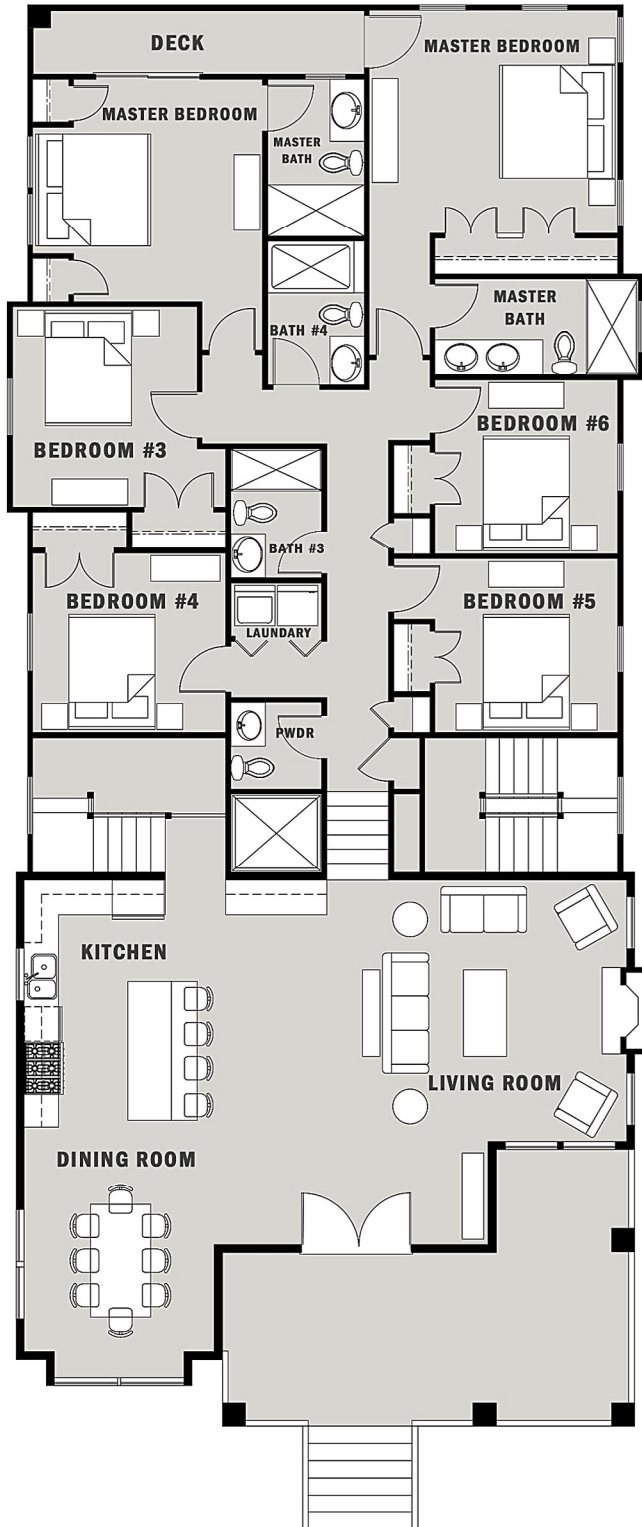 DECK
MASTER BEDROOM
MASTER BEDROOM
MASTER
BATH
BATH #4
MASTER
BATH
BEDROOM #3
BEDROOM #6
BATH #3
BEDROOM #4
BEDROOM #5
LAUNDARY
PWDR
KITCHEN
LIVING ROOM
DINING ROOM